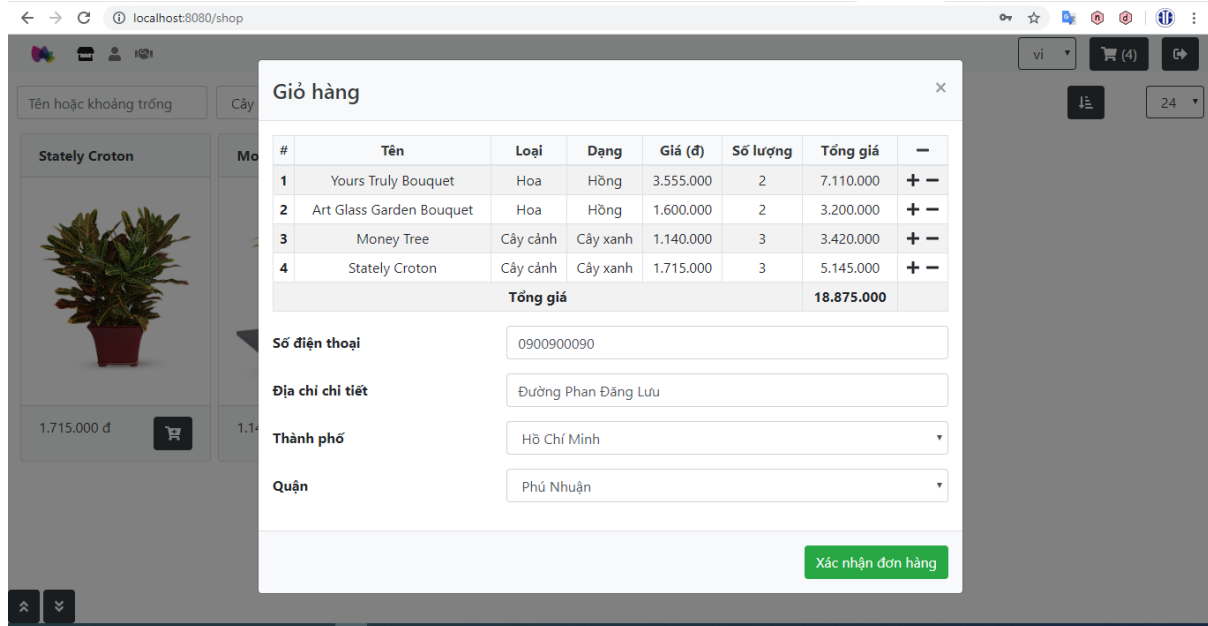 localhost:8080/shop
vi
(4)
Tên hoặc khoảng trống
Cây
24
Giỏ hàng
×
# Tên Loại Dạng Giá (đ) Số lượng Tổng giá
1 Yours Truly Bouquet Hoa Hồng 3.555.000 2 7.110.000
2 Art Glass Garden Bouquet Hoa Hồng 1.600.000 2 3.200.000
3 Money Tree Cây cảnh Cây xanh 1.140.000 3 3.420.000
4 Stately Croton Cây cảnh Cây xanh 1.715.000 3 5.145.000
Tổng giá 18.875.000
Số điện thoại 0900900090
Địa chỉ chi tiết Đường Phan Đăng Lưu
Thành phố Hồ Chí Minh
Quận Phú Nhuận
Xác nhận đơn hàng
Stately Croton
Mo
1.715.000 đ
1.14